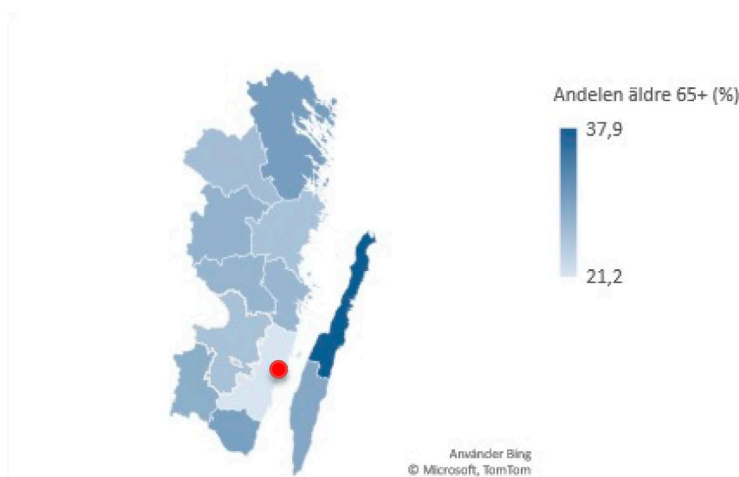 Andelen äldre 65+ (%)
37,9
21,2
Använder Bing
© Microsoft, TomTom